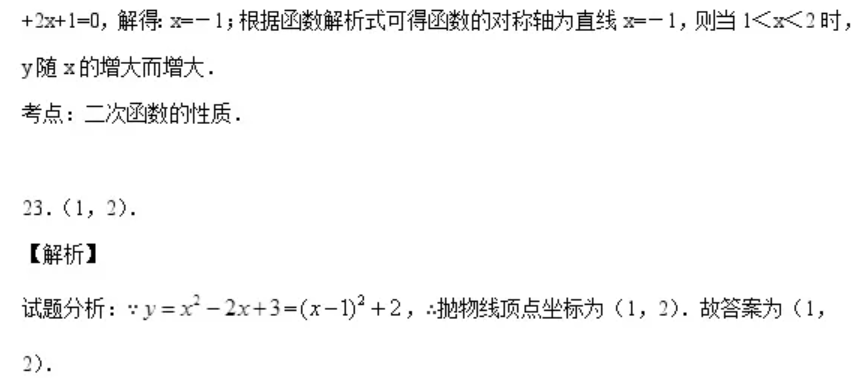 +2x+1=0，解得：x=－1；根据函数解析式可得函数的对称轴为直线 x=－1，则当 1＜x＜2 时，
y 随 x 的增大而增大．
考点：二次函数的性质．
23．（1，2）．
【解析】
试题分析：∵y=x²－2x+3=(x－1)²+2，∴抛物线顶点坐标为（1，2）．故答案为（1，
2）．